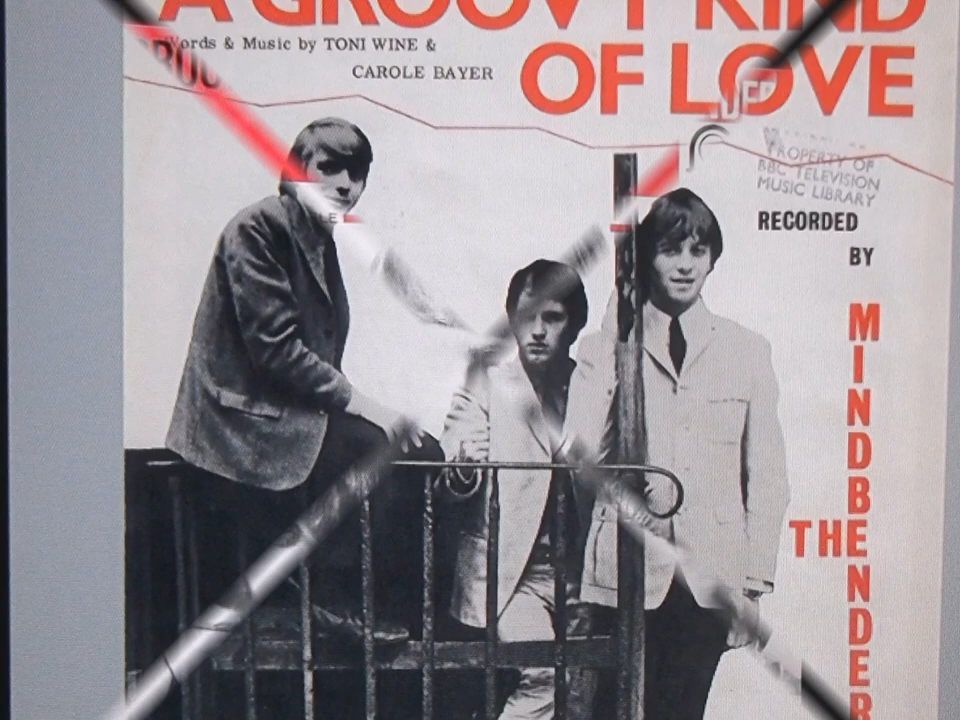 A GROOVY KIND
OF LOVE
Words & Music by TONI WINE &
CAROLE BAYER
PROPERTY OF
BBC TELEVISION
MUSIC LIBRARY
RECORDED
BY
THE
MINDBENDER